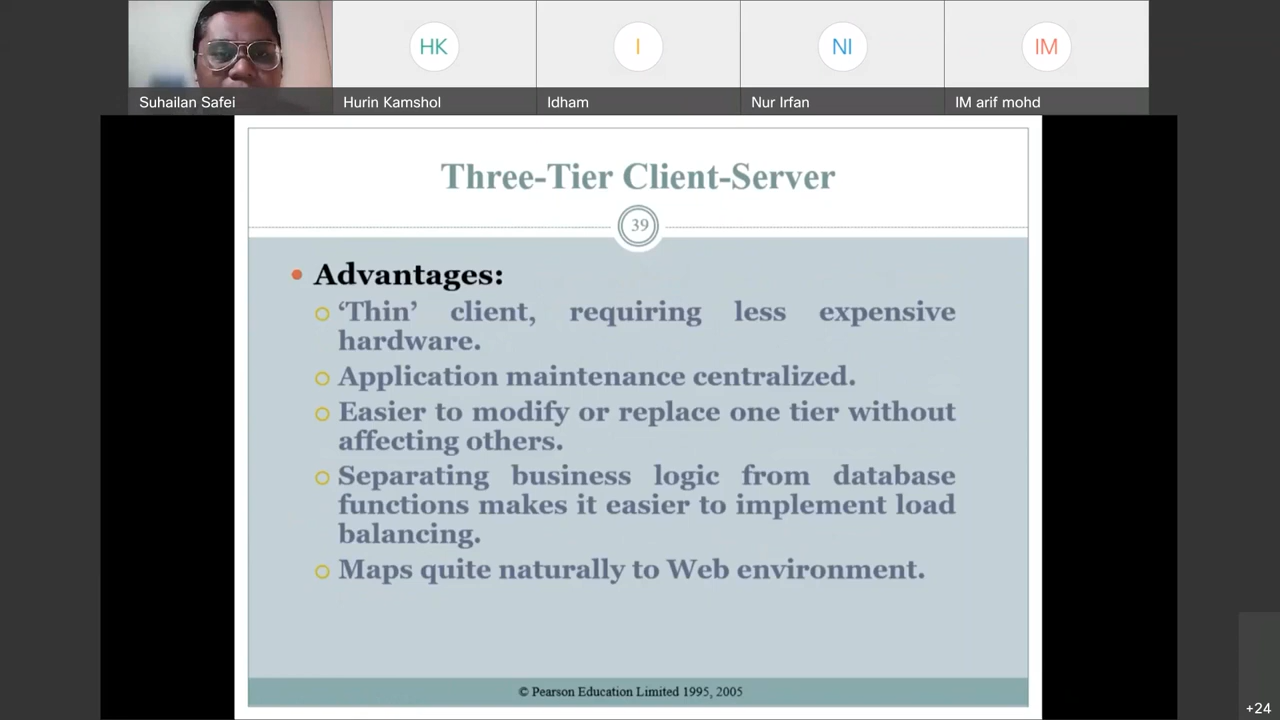 HK
I
NI
IM
Suhailan Safei
Hurin Kamshol
Idham
Nur Irfan
IM arif mohd
Three-Tier Client-Server
39
Advantages:
‘Thin’ client, requiring less expensive
hardware.
Application maintenance centralized.
Easier to modify or replace one tier without
affecting others.
Separating business logic from database
functions makes it easier to implement load
balancing.
Maps quite naturally to Web environment.
© Pearson Education Limited 1995, 2005
+24